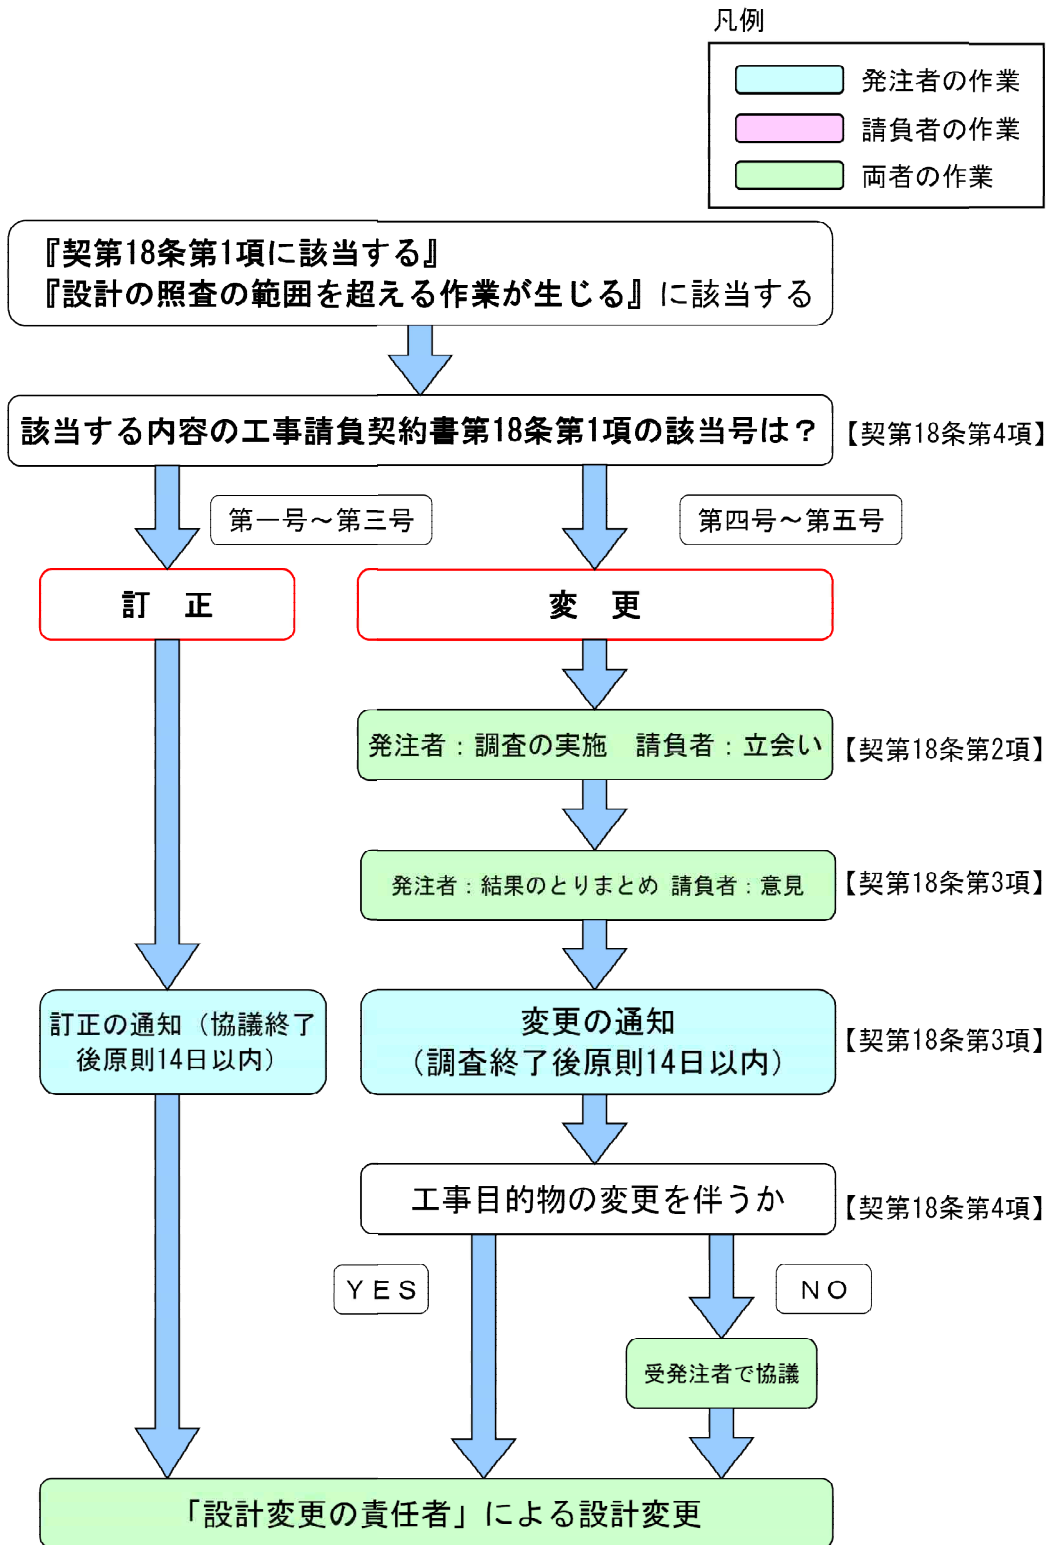 凡例
発注者の作業
請負者の作業
両者の作業
『契第18条第1項に該当する』
『設計の照査の範囲を超える作業が生じる』に該当する
該当する内容の工事請負契約書第18条第1項の該当号は？
【契第18条第4項】
第一号～第三号
第四号～第五号
訂　正
変　更
発注者：調査の実施　請負者：立会い
【契第18条第2項】
発注者：結果のとりまとめ 請負者：意見
【契第18条第3項】
訂正の通知（協議終了
後原則14日以内）
変更の通知
（調査終了後原則14日以内）
【契第18条第3項】
工事目的物の変更を伴うか
【契第18条第4項】
ＹＥＳ
ＮＯ
受発注者で協議
「設計変更の責任者」による設計変更